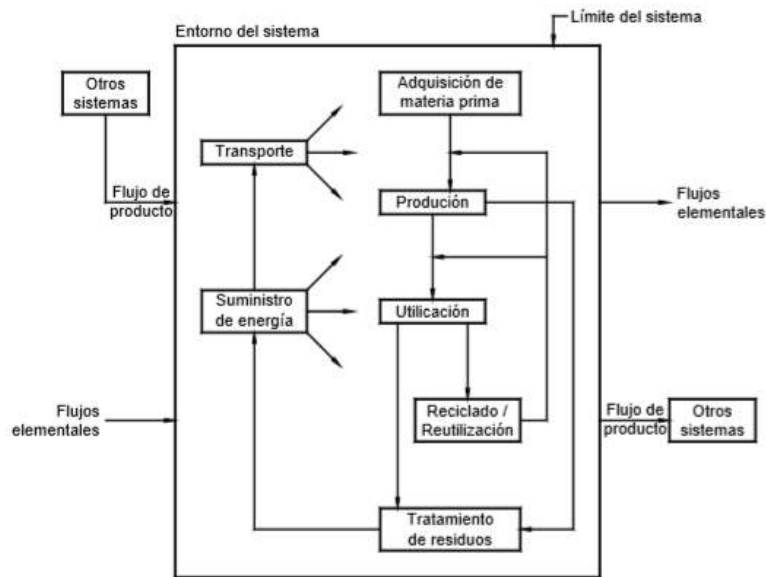 Límite del sistema
Entorno del sistema
Otros
sistemas
Adquisición de
materia prima
Transporte
Flujo de
producto
Produción
Flujos
elementales
Suministro
de energía
Utilicación
Flujos
elementales
Reciclado /
Reutilización
Flujo de
producto
Otros
sistemas
Tratamiento
de residuos